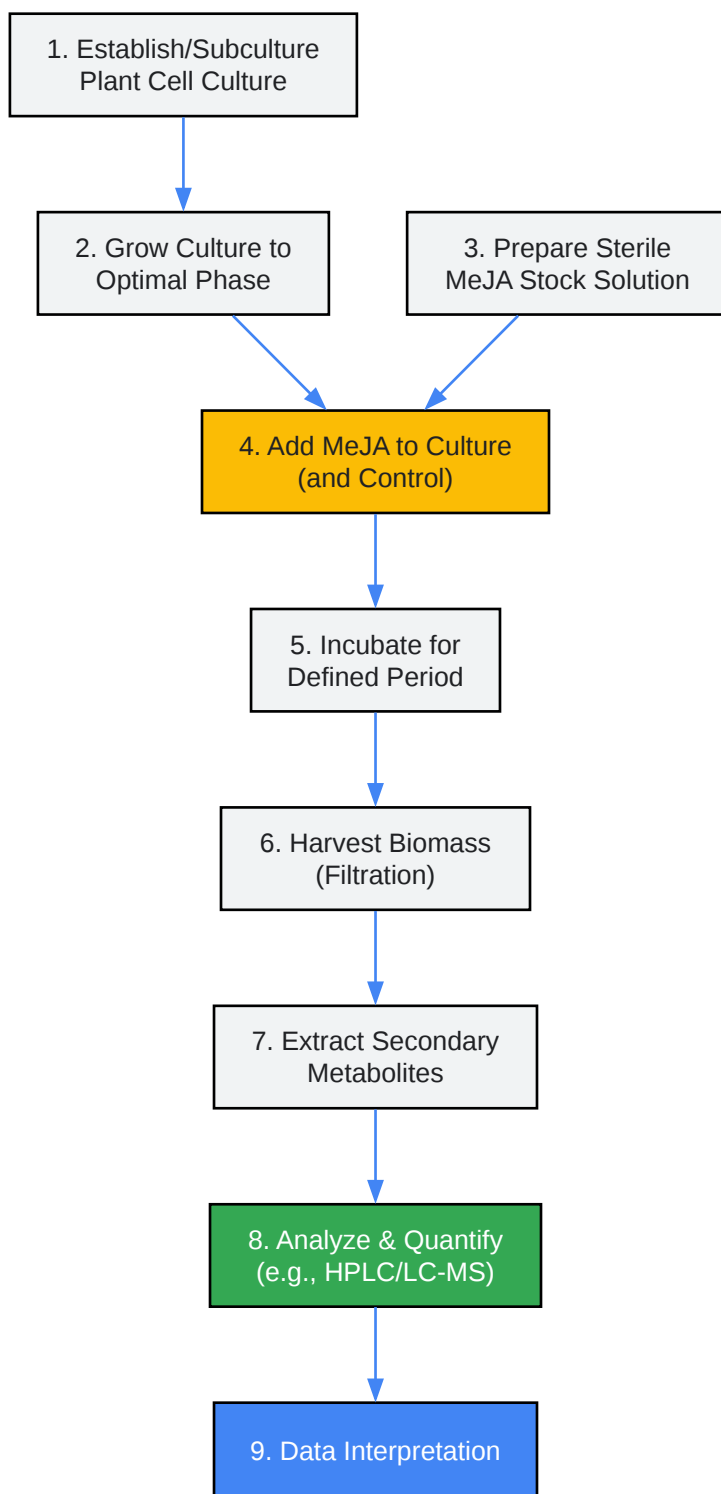 1. Establish/Subculture
Plant Cell Culture
2. Grow Culture to
Optimal Phase
3. Prepare Sterile
MeJA Stock Solution
4. Add MeJA to Culture
(and Control)
5. Incubate for
Defined Period
6. Harvest Biomass
(Filtration)
7. Extract Secondary
Metabolites
8. Analyze & Quantify
(e.g., HPLC/LC-MS)
9. Data Interpretation